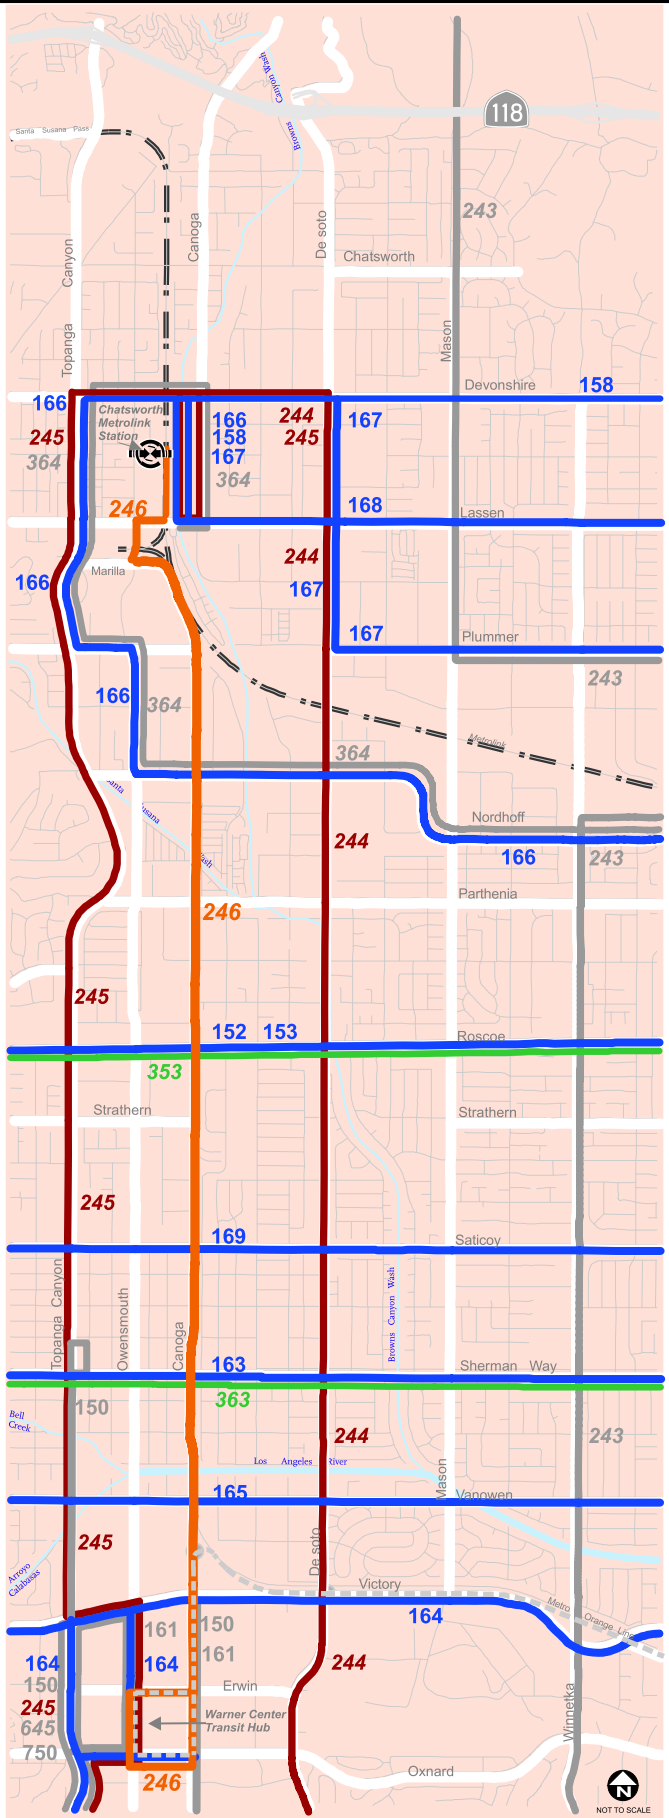 Canyon Wash
Browns
118
Santa Susana Pass
243
Canyon
Canoga
De soto
Chatsworth
Topanga
Mason
Devonshire
158
166
Chatsworth
Metrolink
Station
166
244
167
245
158
245
364
167
364
246
168
Lassen
244
Marilla
166
167
167
Plummer
243
166
364
Metrolink
364
Santa
Susana
Wash
Nordhoff
166
243
244
Parthenia
246
245
152 153
Roscoe
353
Strathern
Strathern
245
169
Saticoy
Topanga Canyon
Owensmouth
Canoga
Browns Canyon Wash
163
Sherman Way
363
150
Bell
Creek
244
243
Los Angeles River
Mason
165
Vanowen
245
De soto
Arroyo
Calabasas
Victory
Metro Orange Line
164
161
150
161
164
164
244
150
Erwin
245
Warner Center
Transit Hub
645
Winnetka
750
Oxnard
246
N
NOT TO SCALE